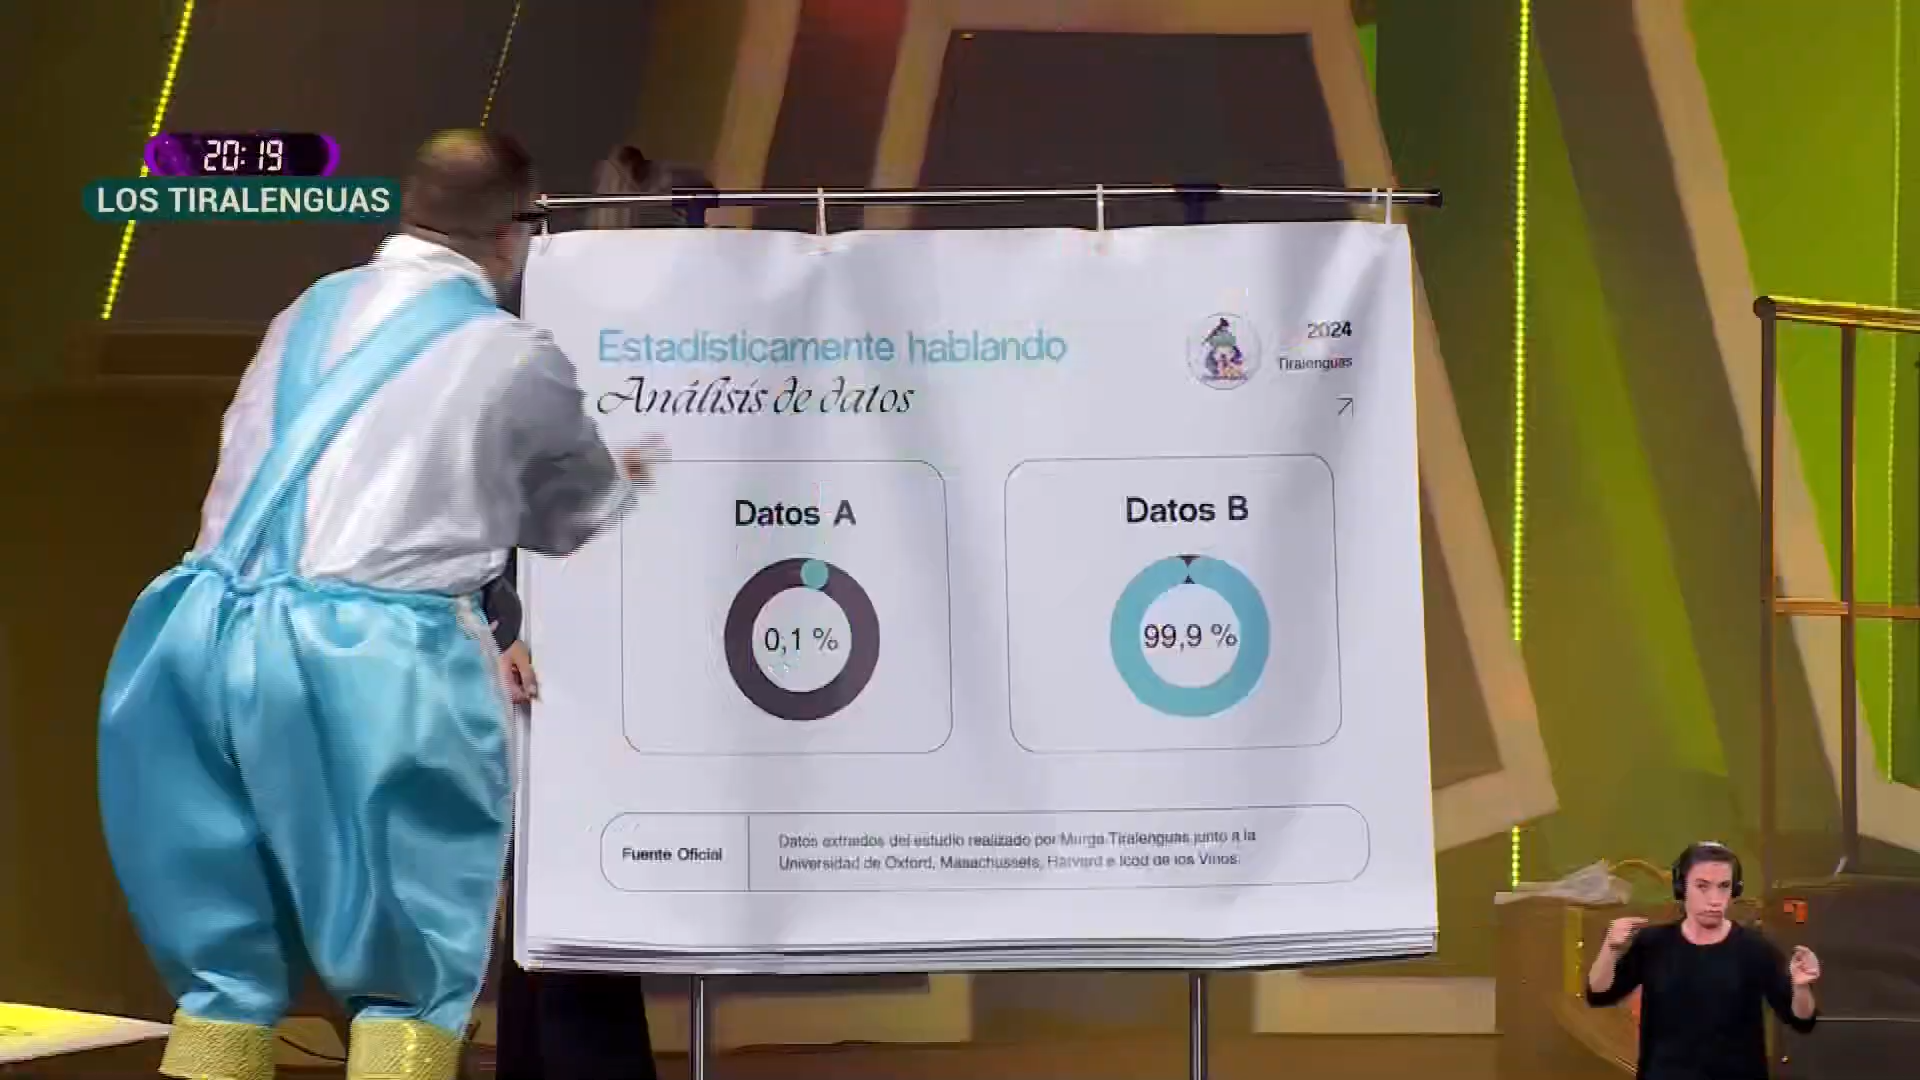 20:19
LOS TIRALENGUAS
Estadísticamente hablando
Análisis de datos
2024
Tiralenguas
Datos A
0,1 %
Datos B
99,9 %
Fuente Oficial
Datos extraídos del estudio realizado por Murga Tiralenguas junto a la
Universidad de Oxford, Masachussets, Harvard e Icod de los Vinos.